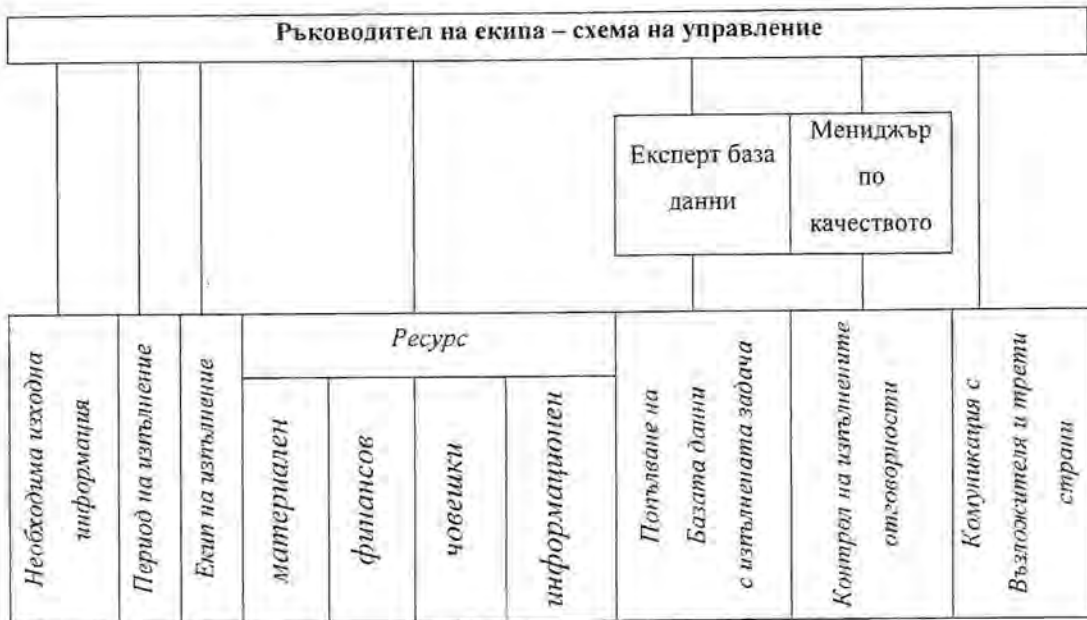 Ръководител на екипа – схема на управление
Експерт база
данни
Мениджър
по
качеството
Необходима изходна
информация
Период на изпълнение
Екип на изпълнение
Ресурс
материален
финансов
човешки
информационен
Попълване на
Базата данни
с изпълнената задача
Контрол на изпълнените
отговорности
Комуникация с
Възложителя и трети
страни